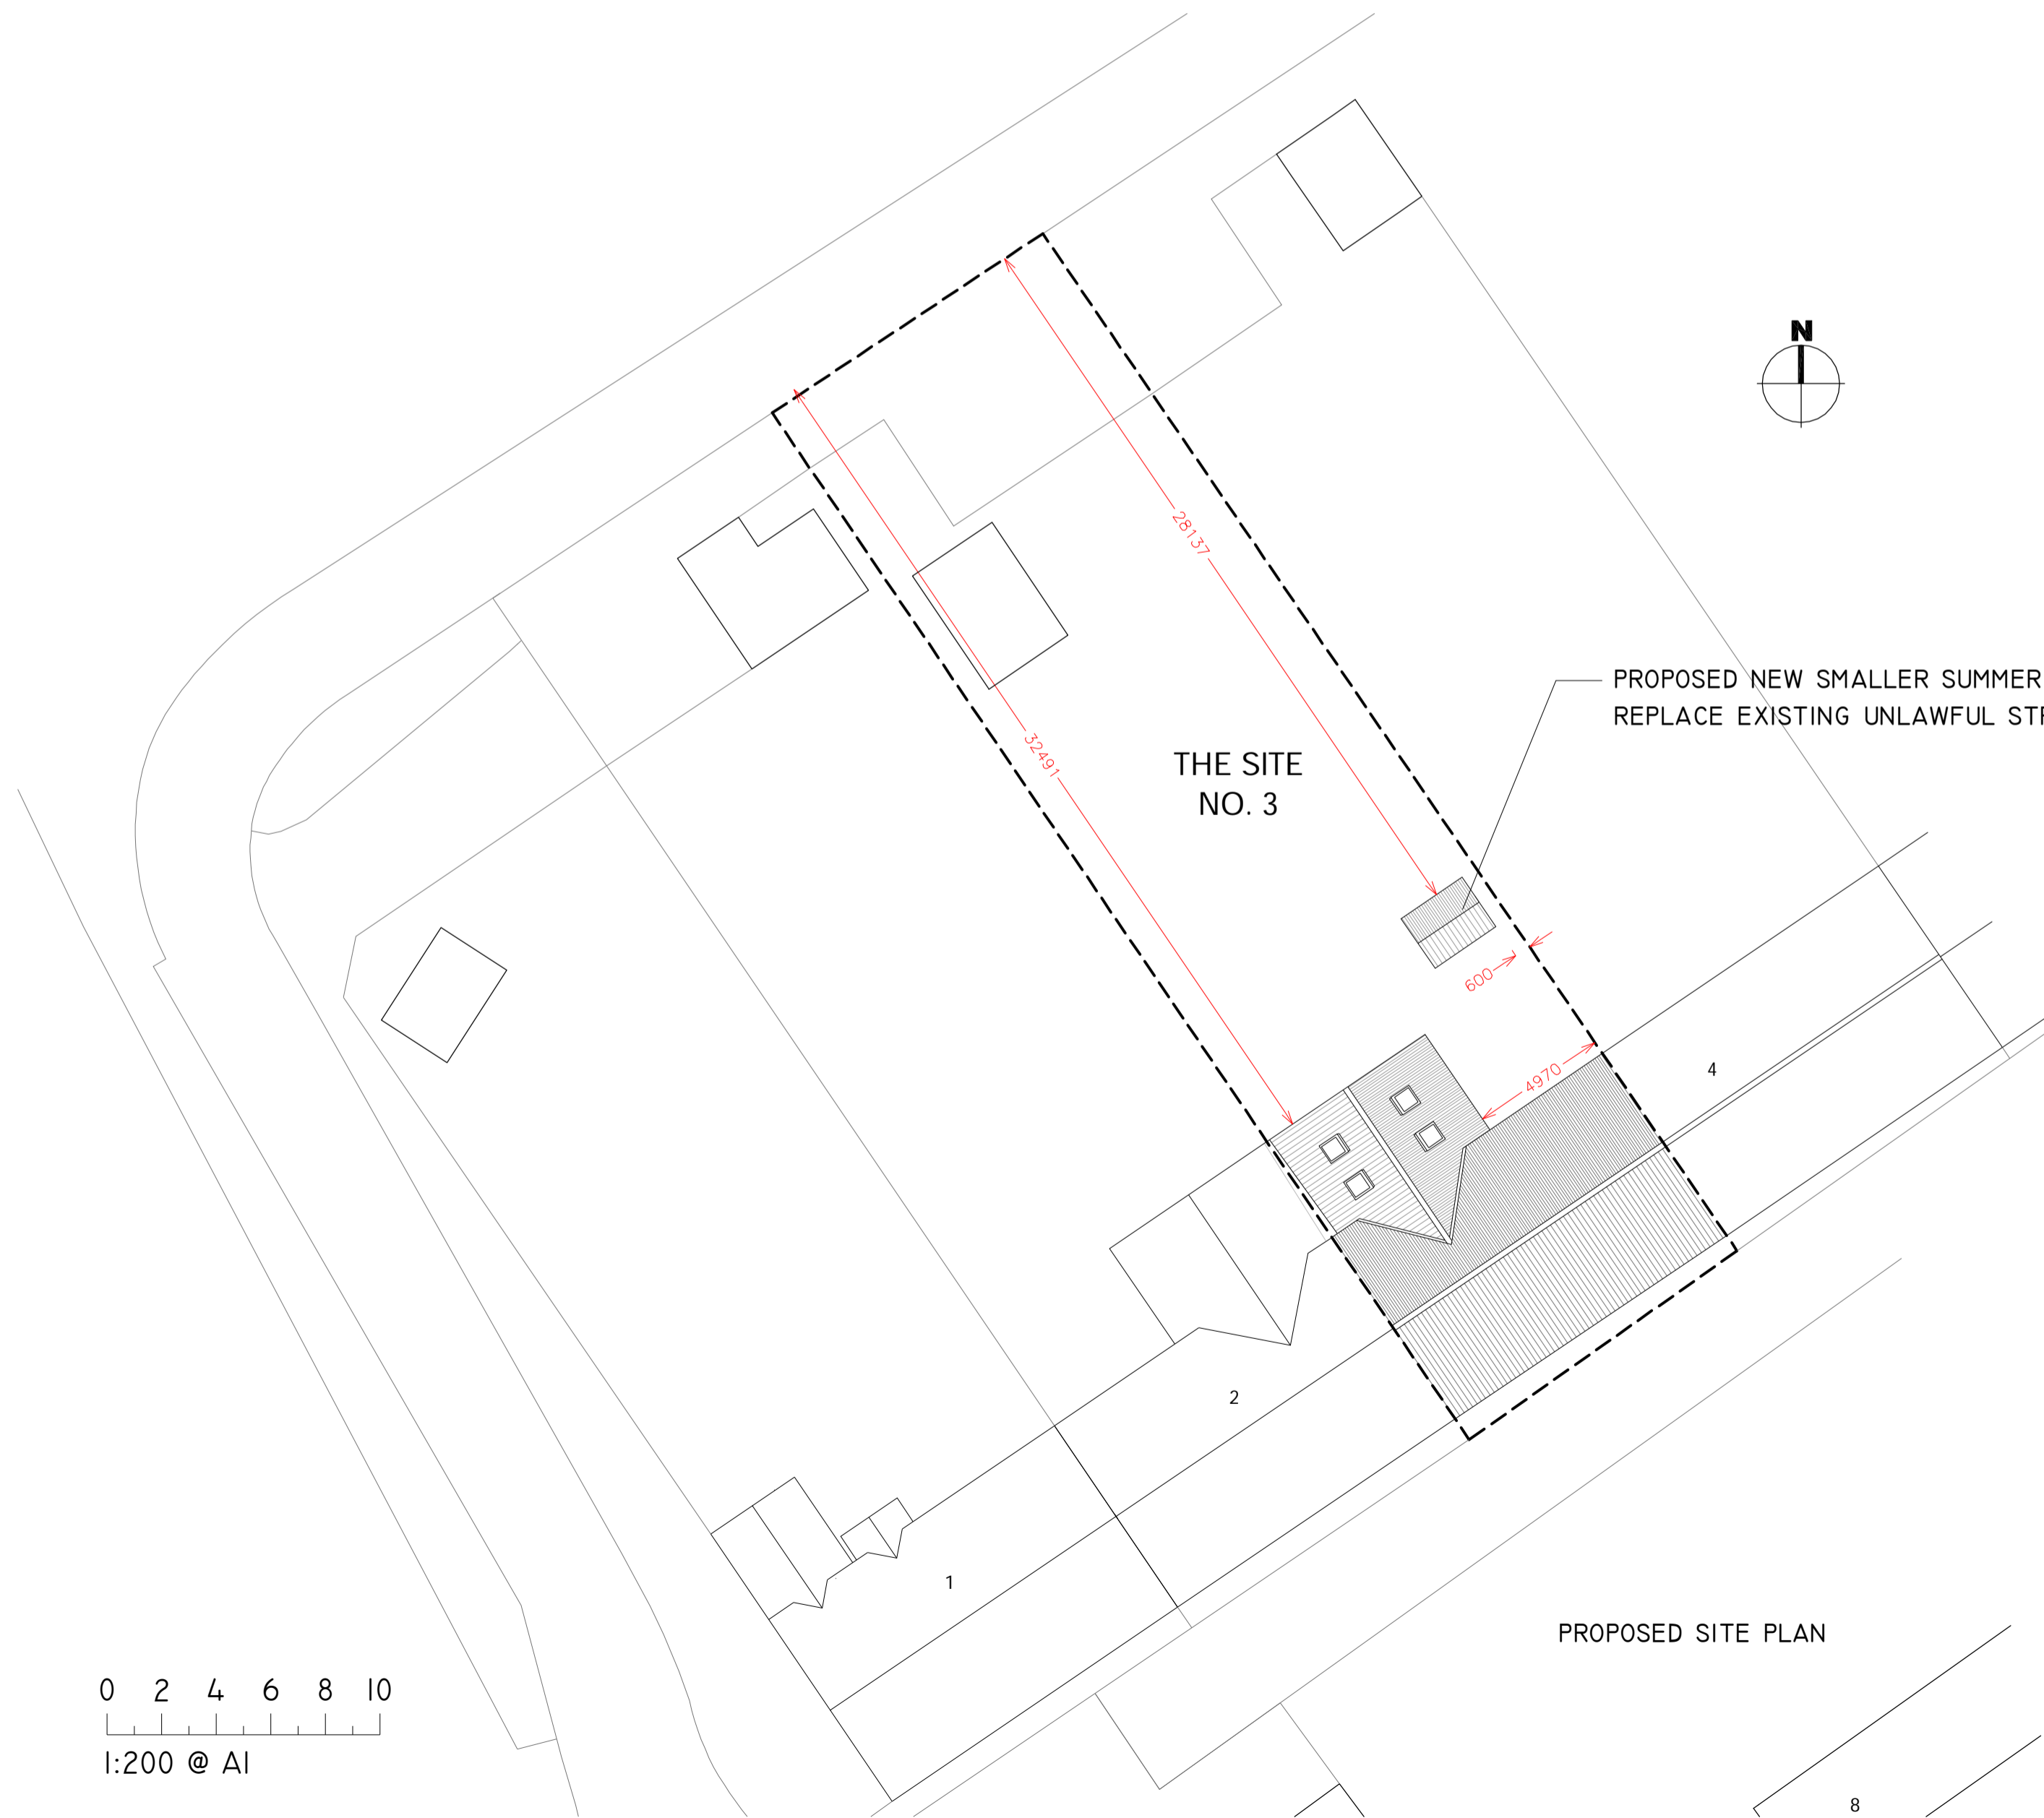 N
28137
PROPOSED NEW SMALLER SUMMER
REPLACE EXISTING UNLAWFUL
32491
THE SITE
NO. 3
600
4970
4
2
1
PROPOSED SITE PLAN
0 2 4 6 8 10
1:200 @ A1
8